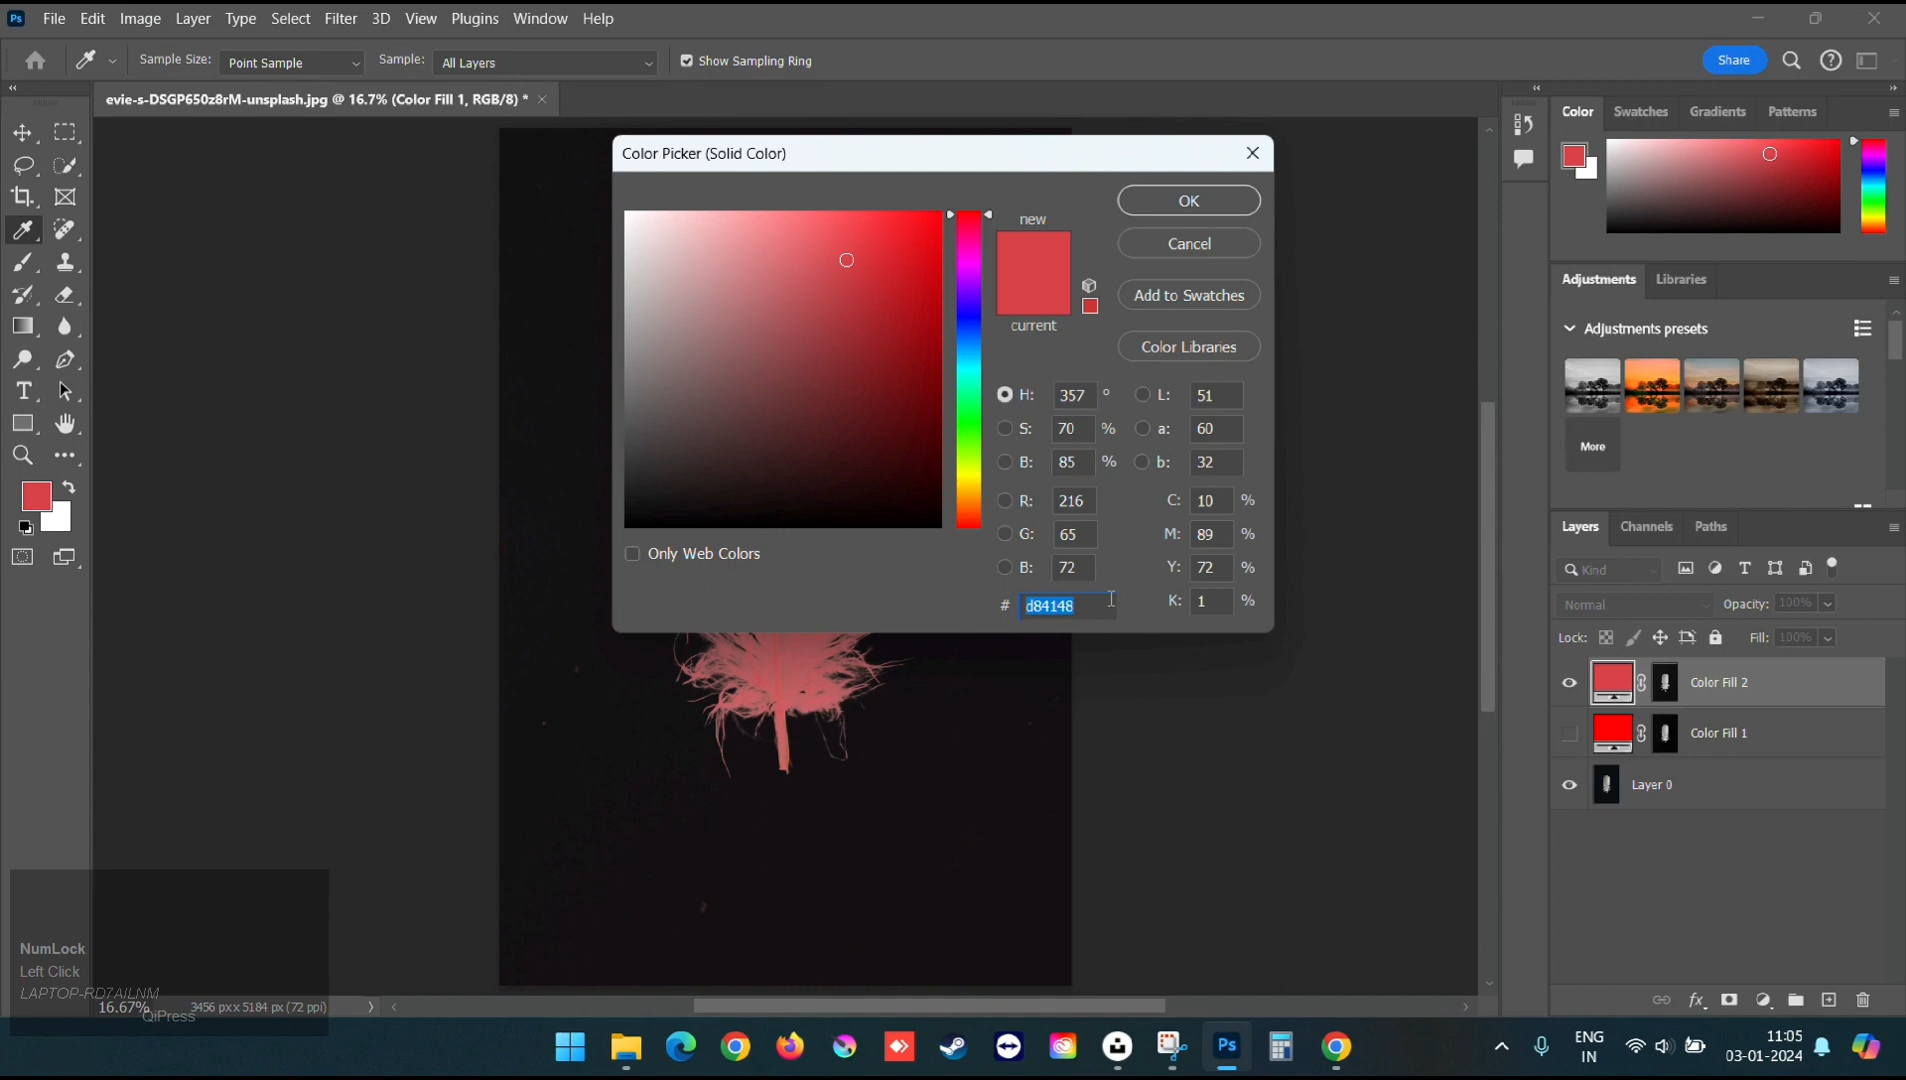 Ps File Edit Image Layer Type Select Filter 3D View Plugins Window Help
Sample Size: Point Sample Sample: All Layers Show Sampling Ring Share
evie-s-DSGP650z8rM-unsplash.jpg @ 16.7% (Color Fill 1, RGB/8) *
Color Swatches Gradients Patterns
Color Picker (Solid Color)
new
current
OK
Cancel
Add to Swatches
Color Libraries
H: 357 ° L: 51
S: 70 % a: 60
B: 85 % b: 32
R: 216 C: 10 %
G: 65 M: 89 %
B: 72 Y: 72 %
# d84148 K: 1 %
Only Web Colors
Adjustments Libraries
Adjustments presets
More
Layers Channels Paths
Kind
Normal Opacity: 100%
Lock: Fill: 100%
Color Fill 2
Color Fill 1
Layer 0
fx
NumLock
Left Click
LAPTOP-RD7AILNM
QiPress
16.67% 3456 px x 5184 px (72 ppi)
Ps
ENG
IN
11:05
03-01-2024